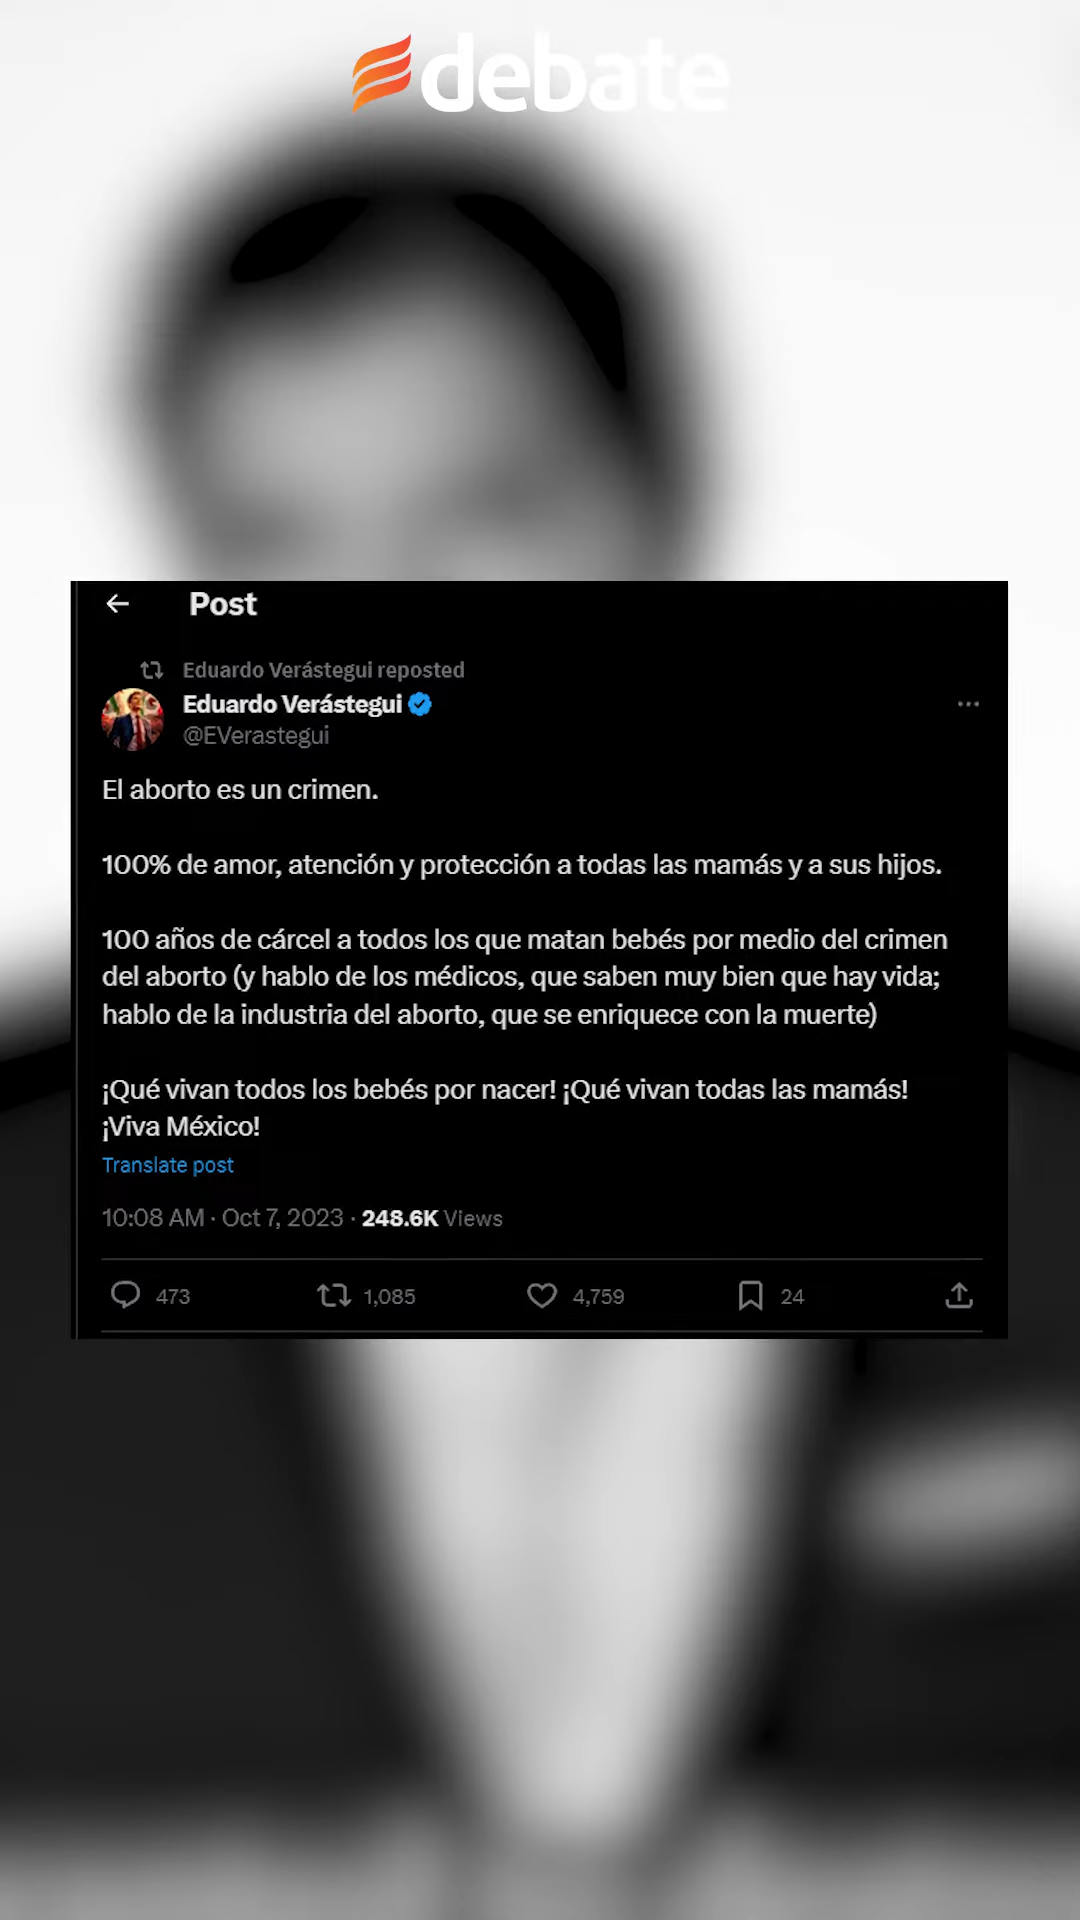 debate
Post
Eduardo Verástegui reposted
Eduardo Verástegui
@EVerastegui
El aborto es un crimen.
100% de amor, atención y protección a todas las mamás y a sus hijos.
100 años de cárcel a todos los que matan bebés por medio del crimen
del aborto (y hablo de los médicos, que saben muy bien que hay vida;
hablo de la industria del aborto, que se enriquece con la muerte)
¡Qué vivan todos los bebés por nacer! ¡Qué vivan todas las mamás!
¡Viva México!
Translate post
10:08 AM · Oct 7, 2023 · 248.6K Views
473 1,085 4,759 24